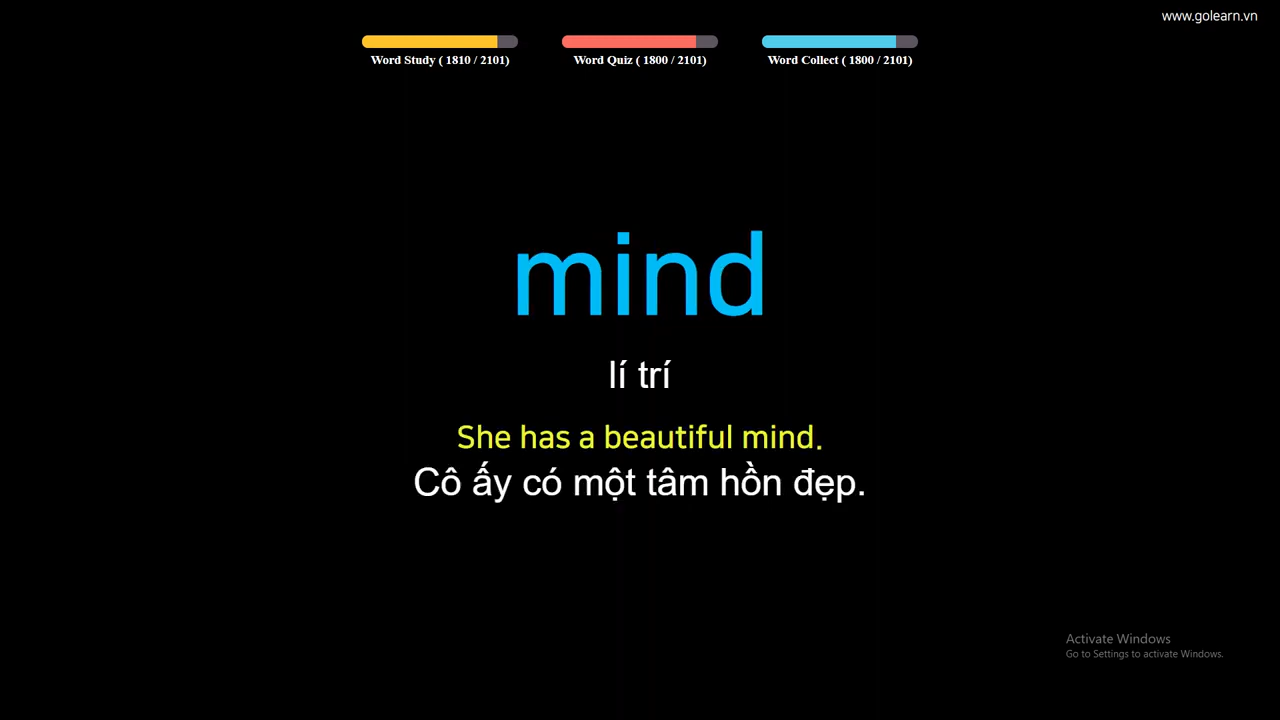 www.golearn.vn
Word Study ( 1810 / 2101)
Word Quiz ( 1800 / 2101)
Word Collect ( 1800 / 2101)
mind
lí trí
She has a beautiful mind.
Cô ấy có một tâm hồn đẹp.
Activate Windows
Go to Settings to activate Windows.